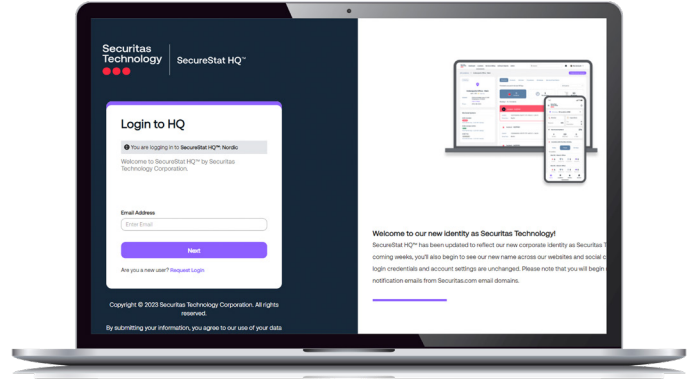 Securitas
Technology
SecureStat HQ™
Login to HQ
You are logging in to SecureStat HQ™: Nordic
Welcome to SecureStat HQ™ by Securitas
Technology Corporation.
Email Address
Enter Email
Next
Are you a new user? Request Login
Copyright © 2023 Securitas Technology Corporation. All rights
reserved.
By submitting your information, you agree to our use of your data
Welcome to our new identity as Securitas Technology!
SecureStat HQ™ has been updated to reflect our new corporate identity as Securitas T
coming weeks, you'll also begin to see our new name across our websites and social c
login credentials and account settings are unchanged. Please note that you will begin
notification emails from Securitas.com email domains.